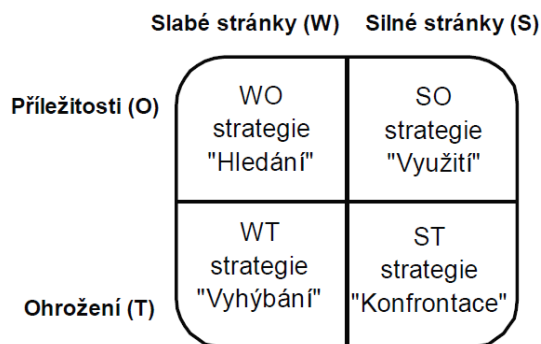 Slabé stránky (W) Silné stránky (S)
Příležitosti (O)
WO
strategie
"Hledání"
SO
strategie
"Využití"
Ohrožení (T)
WT
strategie
"Vyhýbání"
ST
strategie
"Konfrontace"